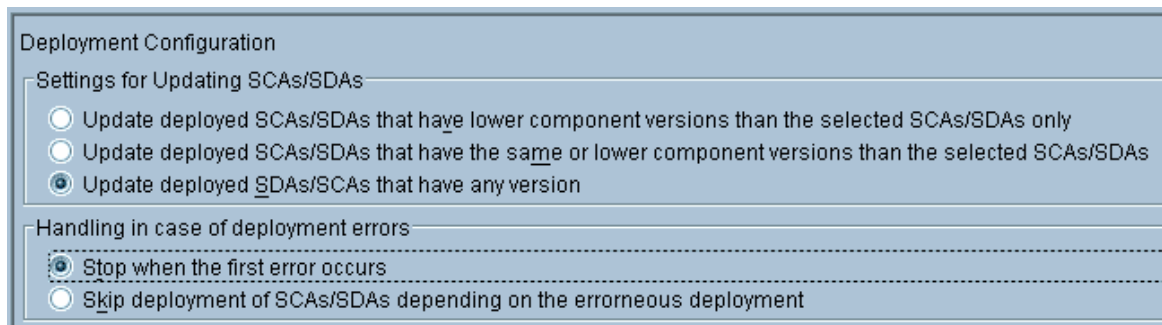 Deployment Configuration
Settings for Updating SCAs/SDAs
Update deployed SCAs/SDAs that have lower component versions than the selected SCAs/SDAs only
Update deployed SCAs/SDAs that have the same or lower component versions than the selected SCAs/SDAs
Update deployed SDAs/SCAs that have any version
Handling in case of deployment errors
Stop when the first error occurs
Skip deployment of SCAs/SDAs depending on the errorneous deployment